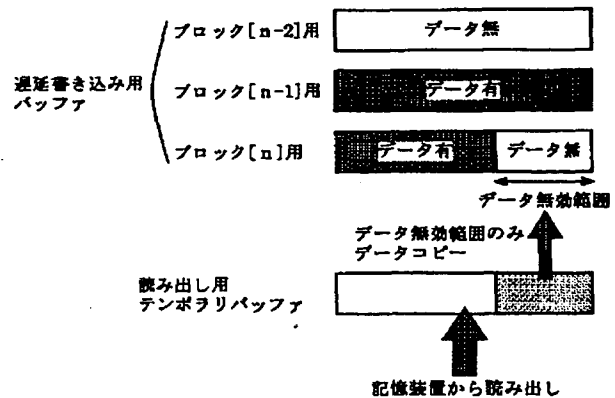 ブロック[n-2]用
データ無
遅延書き込み用
バッファ
ブロック[n-1]用
データ有
ブロック[n]用
データ有
データ無
データ無効範囲
データ無効範囲のみ
データコピー
読み出し用
テンポラリバッファ
記憶装置から読み出し